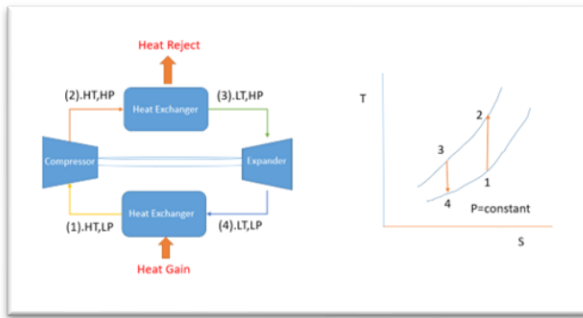 Heat Reject
(2).HT,HP
(3).LT,HP
Heat Exchanger
Compressor
Expander
Heat Exchanger
(1).HT,LP
(4).LT,LP
Heat Gain
T
2
3
1
4
P=constant
S